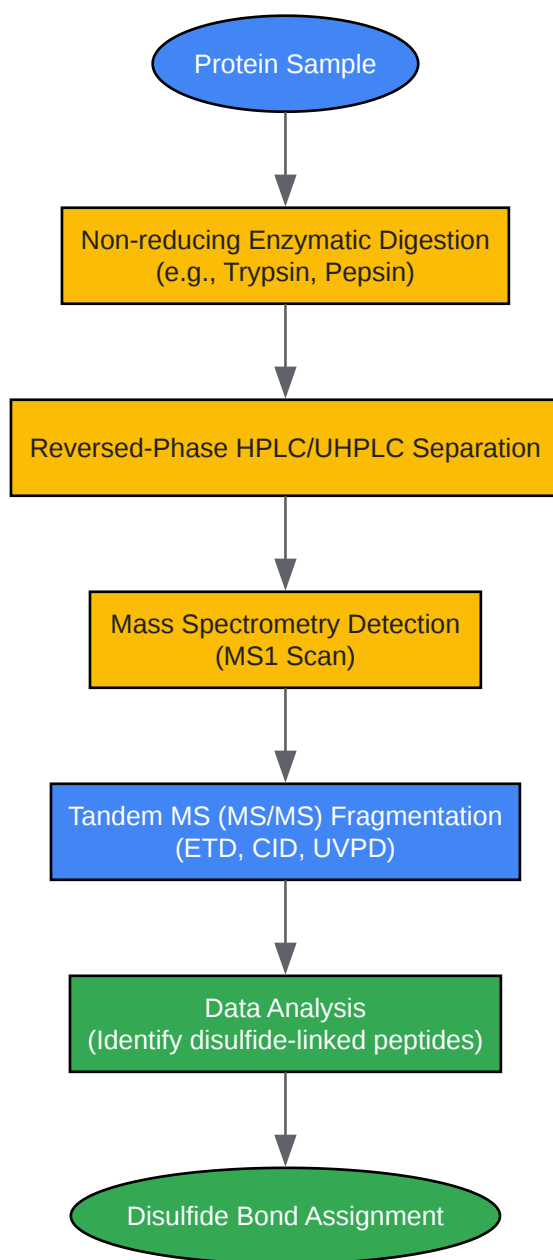 Protein Sample
Non-reducing Enzymatic Digestion
(e.g., Trypsin, Pepsin)
Reversed-Phase HPLC/UHPLC Separation
Mass Spectrometry Detection
(MS1 Scan)
Tandem MS (MS/MS) Fragmentation
(ETD, CID, UVPD)
Data Analysis
(Identify disulfide-linked peptides)
Disulfide Bond Assignment